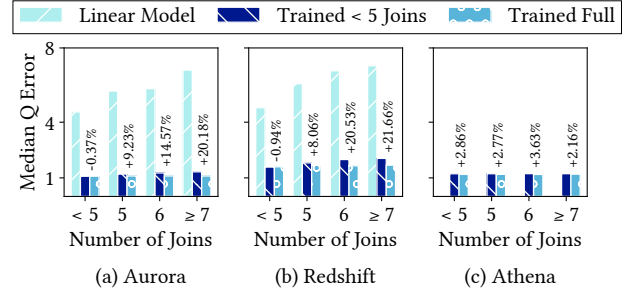 Linear Model Trained < 5 Joins Trained Full
Median Q Error
8
4
1
-0.37%
+9.23%
+14.57%
+20.18%
< 5 5 6 ≥ 7
Number of Joins
(a) Aurora
-0.94%
+8.06%
+20.53%
+21.66%
< 5 5 6 ≥ 7
Number of Joins
(b) Redshift
+2.86%
+2.77%
+3.63%
+2.16%
< 5 5 6 ≥ 7
Number of Joins
(c) Athena